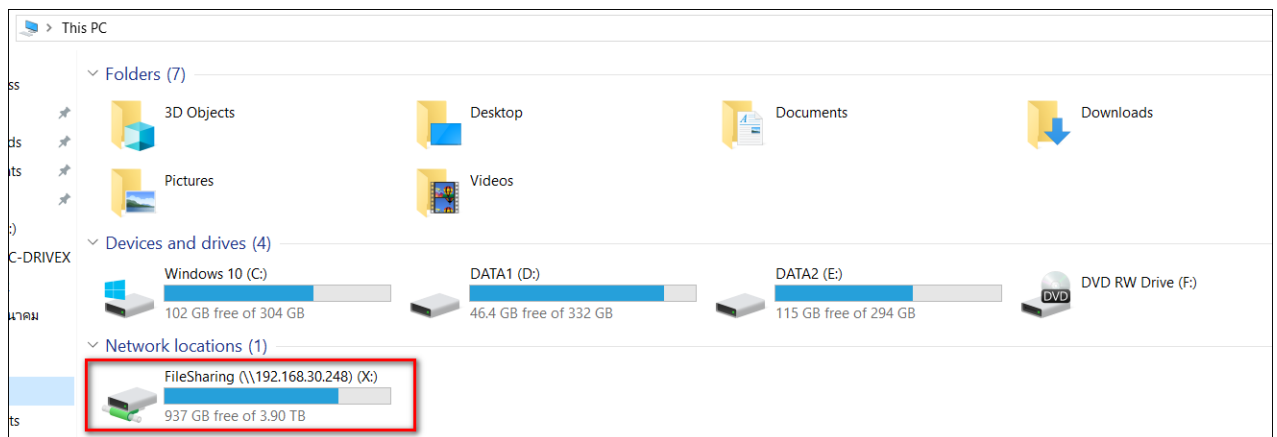 This PC
Folders (7)
ss
ds
ts
:)
C-DRIVEX
นาคม
ts
3D Objects
Desktop
Documents
Downloads
Pictures
Videos
Devices and drives (4)
Windows 10 (C:)
102 GB free of 304 GB
DATA1 (D:)
46.4 GB free of 332 GB
DATA2 (E:)
115 GB free of 294 GB
DVD RW Drive (F:)
DVD
Network locations (1)
FileSharing (\\192.168.30.248) (X:)
937 GB free of 3.90 TB